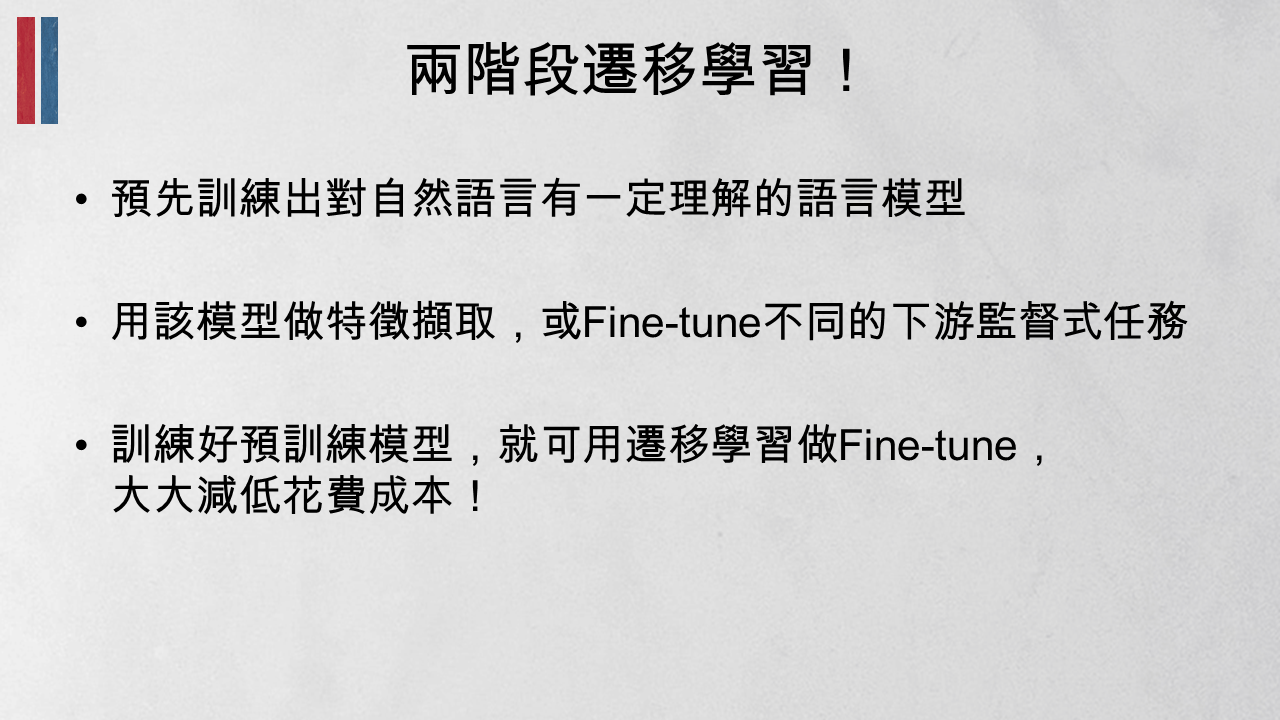 兩階段遷移學習！
• 預先訓練出對自然語言有一定理解的語言模型
• 用該模型做特徵擷取，或Fine-tune不同的下游監督式任務
• 訓練好預訓練模型，就可用遷移學習做Fine-tune，
大大減低花費成本！